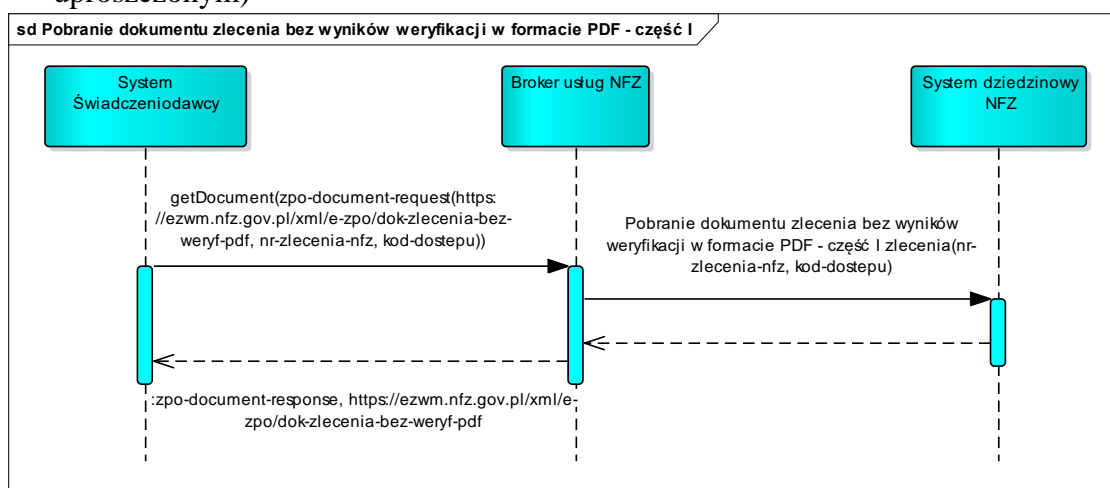 uproszczonym)
sd Pobranie dokumentu zlecenia bez wyników weryfikacji w formacie PDF - część I
System
Świadczeniodawcy
Broker usług NFZ
System dziedzinowy
NFZ
getDocument(zpo-document-request(https:
//ezwm.nfz.gov.pl/xml/e-zpo/dok-zlecenia-bez-
weryf-pdf, nr-zlecenia-nfz, kod-dostepu))
Pobranie dokumentu zlecenia bez wyników
weryfikacji w formacie PDF - część I zlecenia(nr-
zlecenia-nfz, kod-dostepu)
:zpo-document-response, https://ezwm.nfz.gov.pl/xml/e-
zpo/dok-zlecenia-bez-weryf-pdf